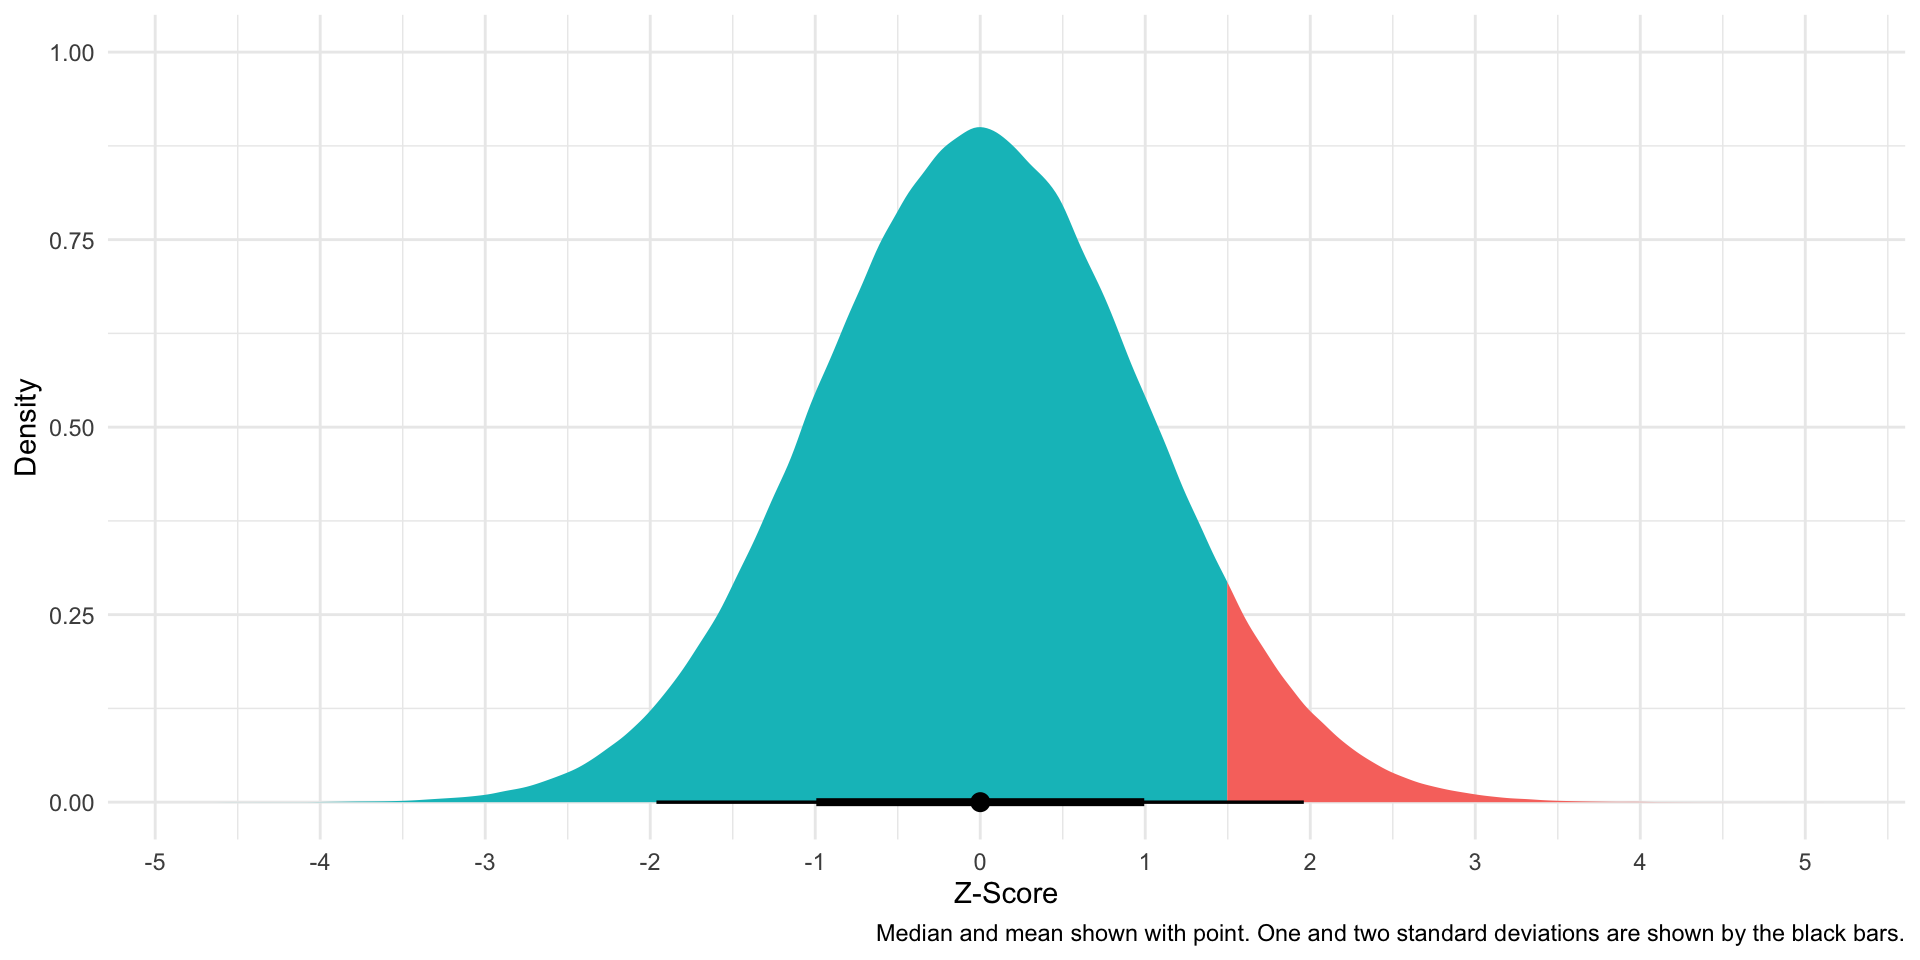 1.00
0.75
0.50
0.25
0.00
Density
-5 -4 -3 -2 -1 0 1 2 3 4 5
Z-Score
Median and mean shown with point. One and two standard deviations are shown by the black bars.